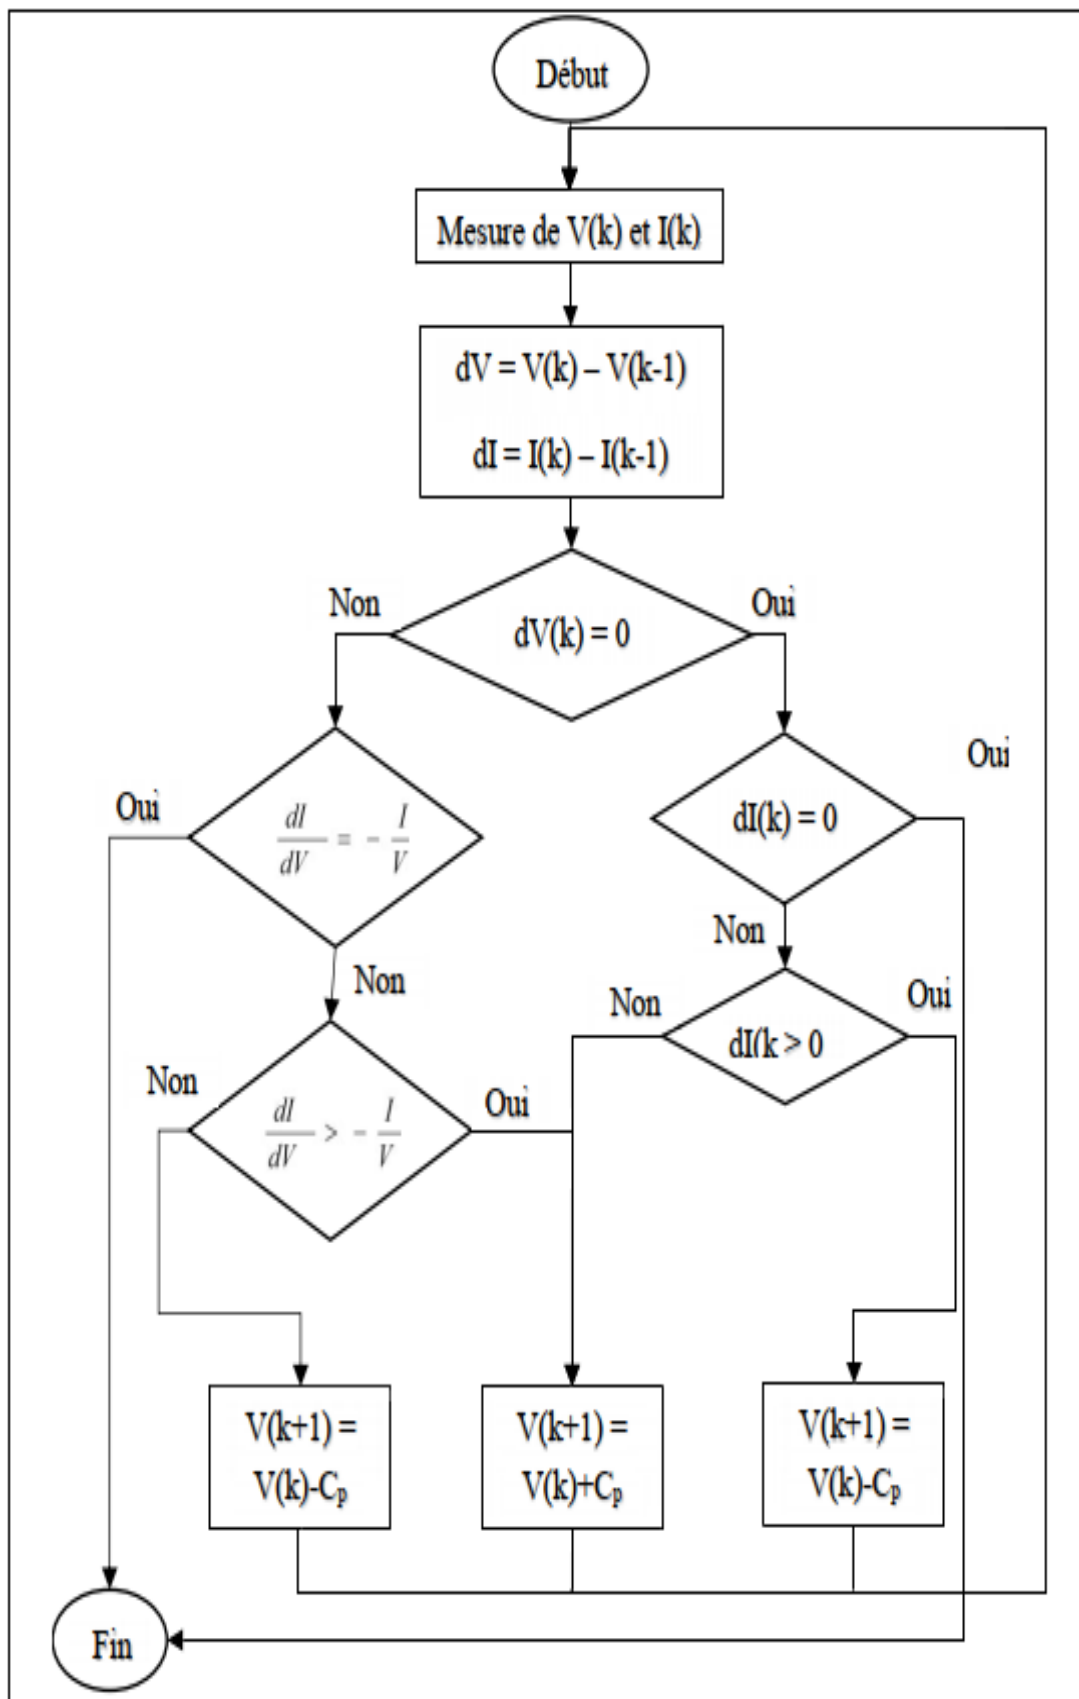 Début
Mesure de V(k) et I(k)
dV = V(k) – V(k-1)
dI = I(k) – I(k-1)
Non
Oui
dV(k) = 0
Oui
Oui
dI/dV = - I/V
dI(k) = 0
Non
Non
Non
Oui
dI(k > 0
Non
Oui
dI/dV > - I/V
V(k+1) =
V(k)-Cp
V(k+1) =
V(k)+Cp
V(k+1) =
V(k)-Cp
Fin